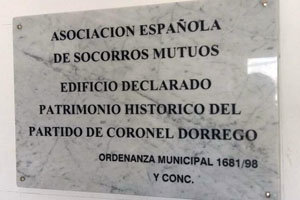 ASOCIACION ESPAÑOLA
DE SOCORROS MUTUOS
EDIFICIO DECLARADO
PATRIMONIO HISTORICO DEL
PARTIDO DE CORONEL DORREGO
ORDENANZA MUNICIPAL 1681/98
Y CONC.